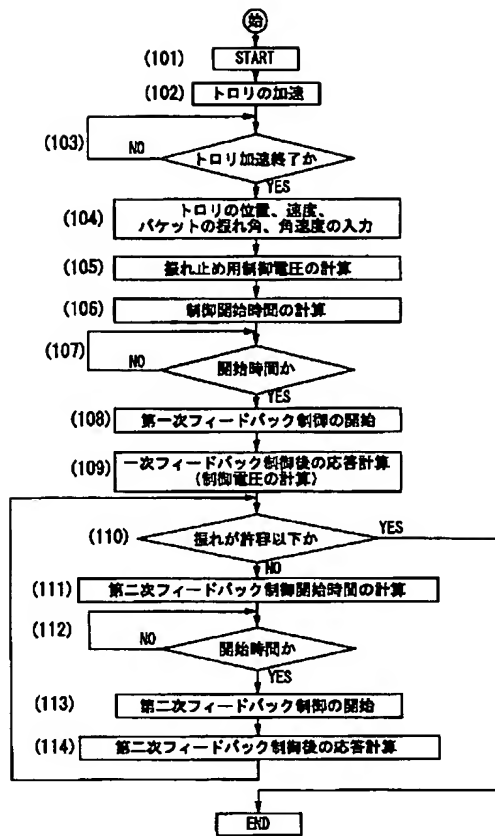 始
(101) START
(102) トロリの加速
(103) NO
トロリ加速終了か
YES
(104) トロリの位置、速度、
バケットの振れ角、角速度の入力
(105) 振れ止め用制御電圧の計算
(106) 制御開始時間の計算
(107) NO
開始時間か
YES
(108) 第一次フィードバック制御の開始
(109) 一次フィードバック制御後の応答計算
(制御電圧の計算)
(110) 振れが許容以下か YES
NO
(111) 第二次フィードバック制御開始時間の計算
(112) NO
開始時間か
YES
(113) 第二次フィードバック制御の開始
(114) 第二次フィードバック制御後の応答計算
END